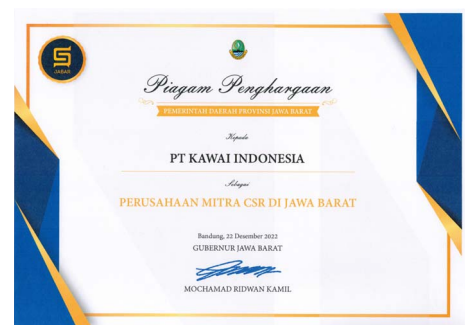 JABAR
Piagam Penghargaan
PEMERINTAH DAERAH PROVINSI JAWA BARAT
Kepada
PT KAWAI INDONESIA
Sebagai
PERUSAHAAN MITRA CSR DI JAWA BARAT
Bandung, 22 Desember 2022
GUBERNUR JAWA BARAT
MOCHAMAD RIDWAN KAMIL